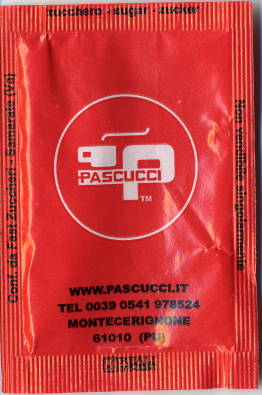 zucchero - sugar - zucker
Conf. da Fast Zuccheri - Samarate (Va)
Non vendibile singolarmente
PASCUCCI
TM
WWW.PASCUCCI.IT
TEL 0039 0541 978524
MONTECERIGNONE
61010 (PU)